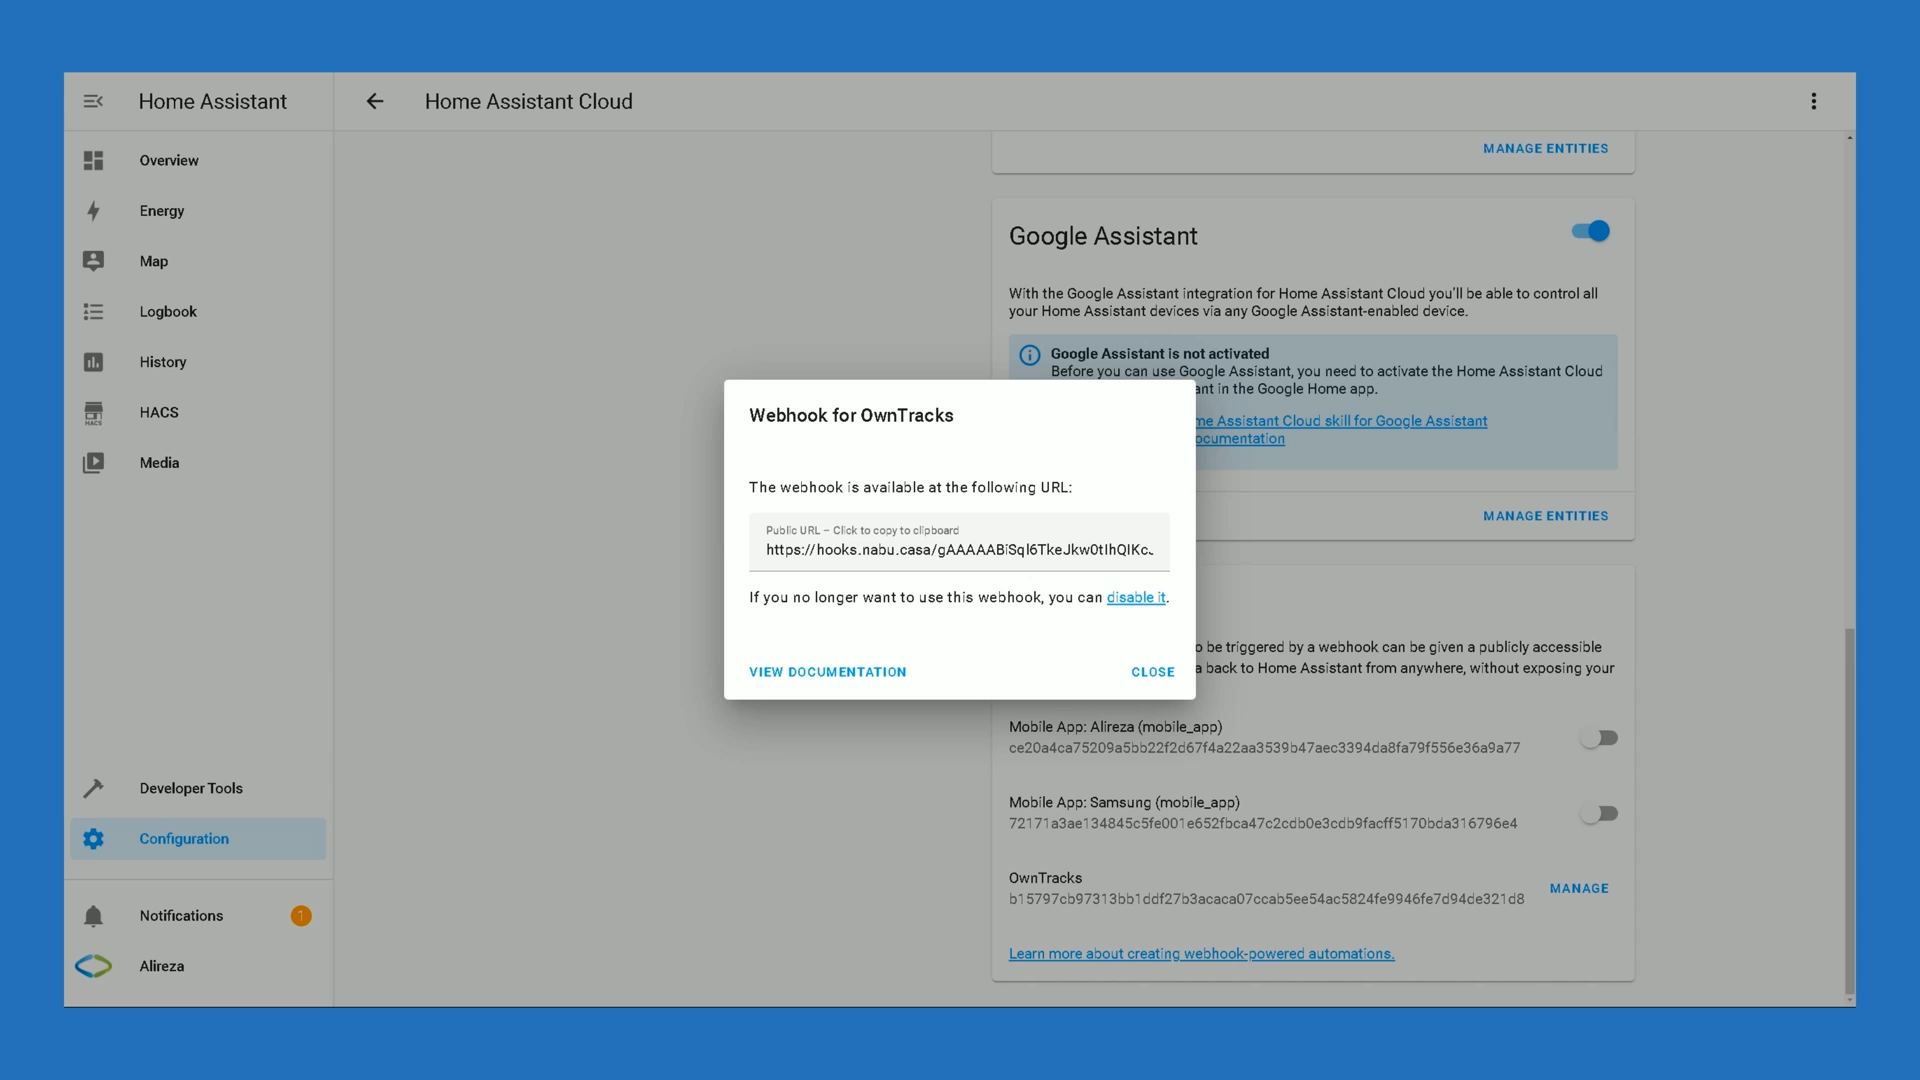 Home Assistant
Home Assistant Cloud
Overview
Energy
Map
Logbook
History
HACS
HACS
Media
Developer Tools
Configuration
Notifications
1
Alireza
MANAGE ENTITIES
Google Assistant
With the Google Assistant integration for Home Assistant Cloud you'll be able to control all
your Home Assistant devices via any Google Assistant-enabled device.
Google Assistant is not activated
Before you can use Google Assistant, you need to activate the Home Assistant Cloud
ant in the Google Home app.
me Assistant Cloud skill for Google Assistant
ocumentation
MANAGE ENTITIES
Webhook for OwnTracks
The webhook is available at the following URL:
Public URL – Click to copy to clipboard
https://hooks.nabu.casa/gAAAAABiSql6TkeJkw0tIhQIKc
If you no longer want to use this webhook, you can disable it.
VIEW DOCUMENTATION
CLOSE
o be triggered by a webhook can be given a publicly accessible
a back to Home Assistant from anywhere, without exposing your
Mobile App: Alireza (mobile_app)
ce20a4ca75209a5bb22f2d67f4a22aa3539b47aec3394da8fa79f556e36a9a77
Mobile App: Samsung (mobile_app)
72171a3ae134845c5fe001e652fbca47c2cdb0e3cdb9facff5170bda316796e4
OwnTracks
b15797cb97313bb1ddf27b3acaca07ccab5ee54ac5824fe9946fe7d94de321d8
MANAGE
Learn more about creating webhook-powered automations.